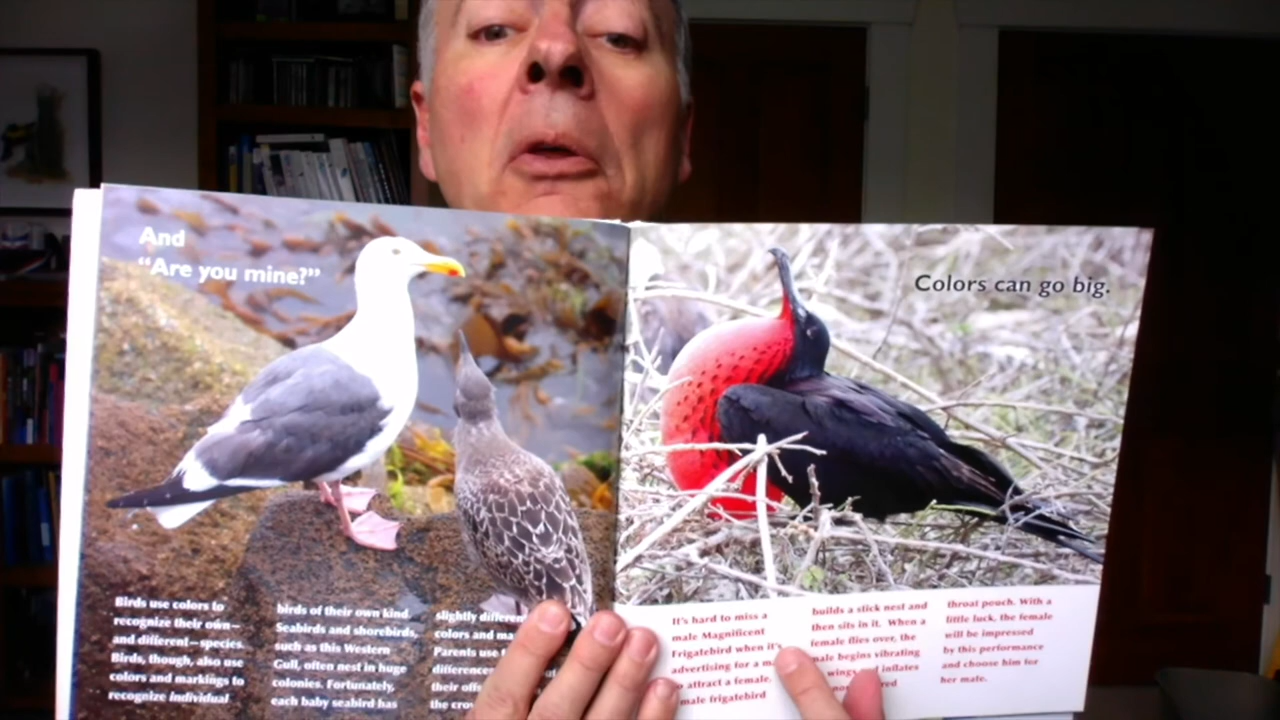 And
“Are you mine?”
Birds use colors to
recognize their own—
and different—species.
Birds, though, also use
colors and markings to
recognize individual
birds of their own kind.
Seabirds and shorebirds,
such as this Western
Gull, often nest in huge
colonies. Fortunately,
each baby seabird has
slightly
colors and
Parents use
differences
their
the
Colors can go big.
It’s hard to miss a
male Magnificent
Frigatebird when it’s
advertising for a
attract a female,
male frigatebird
builds a stick nest and
then sits in it. When a
female flies over, the
male begins vibrating
wings inflates
throat pouch. With a
little luck, the female
will be impressed
by this performance
and choose him for
her mate.